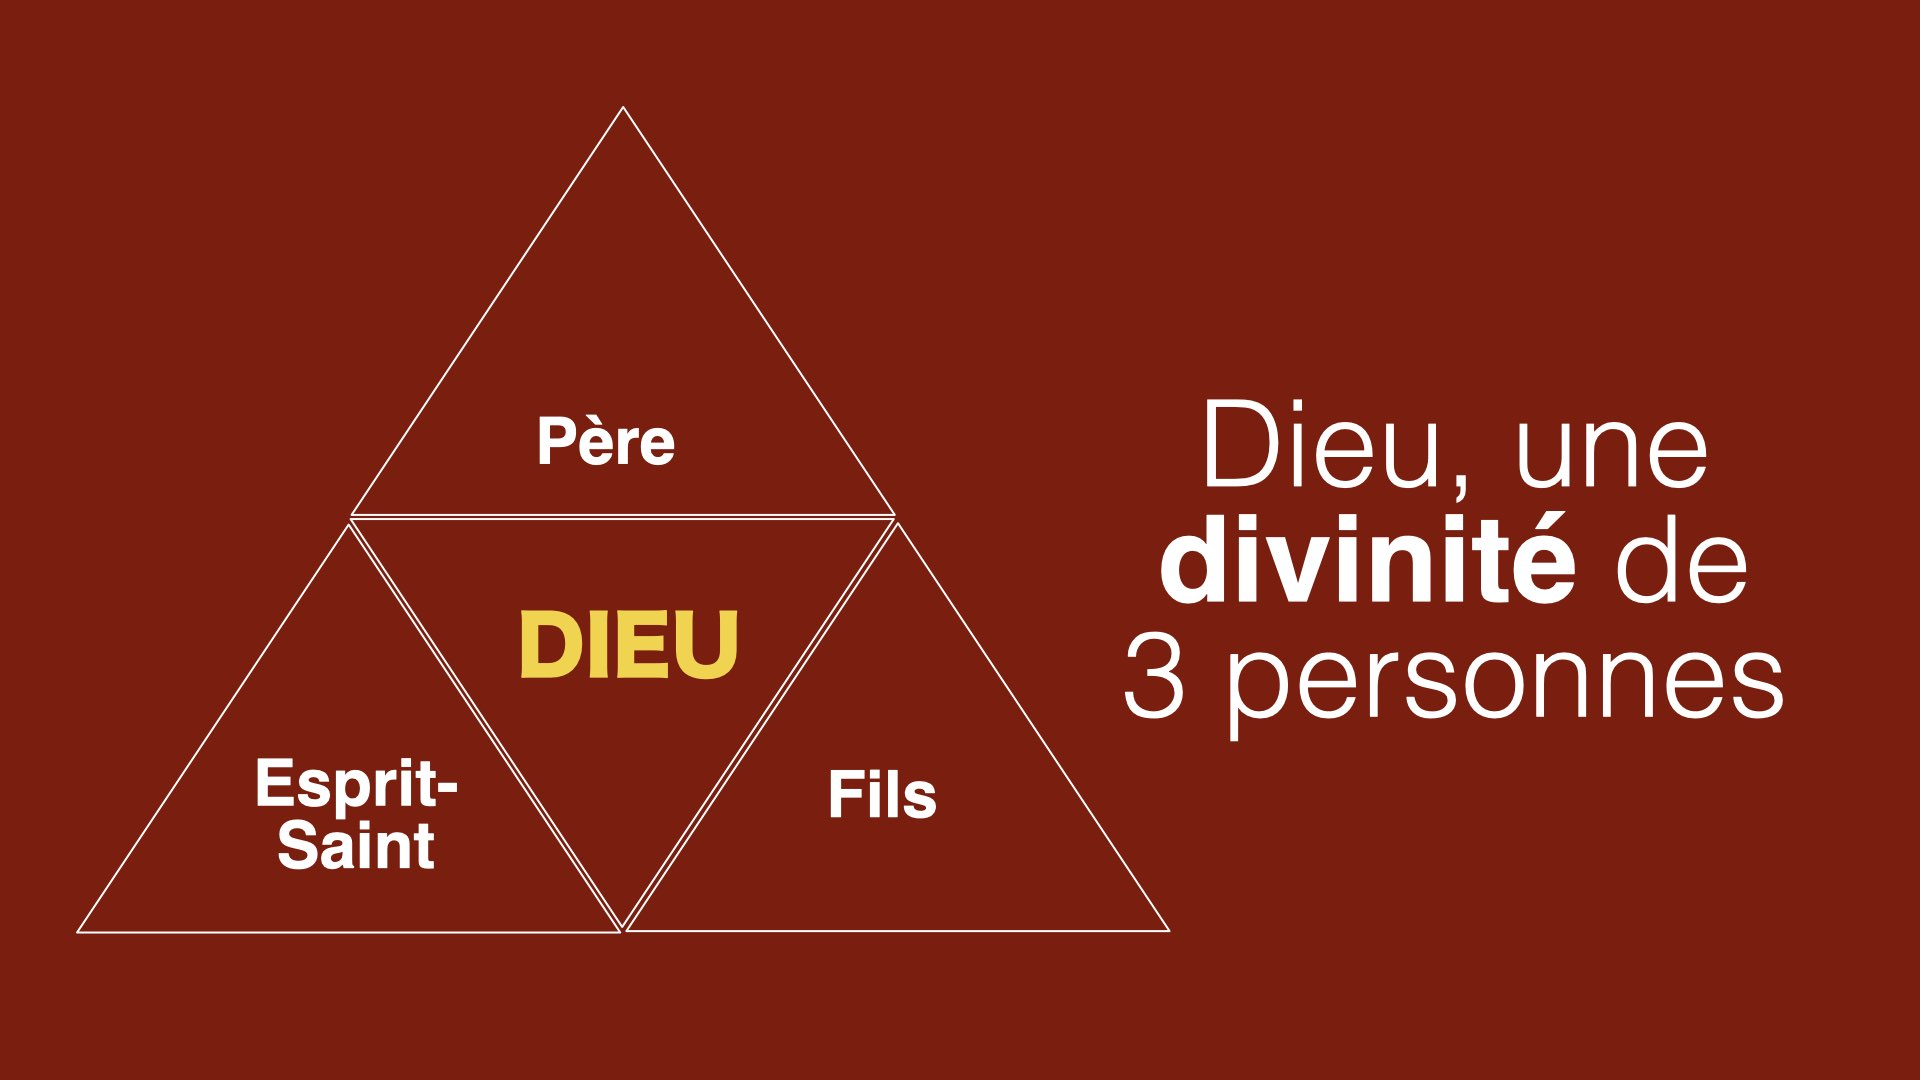 Père
DIEU
Esprit-
Saint
Fils
Dieu, une
divinité de
3 personnes